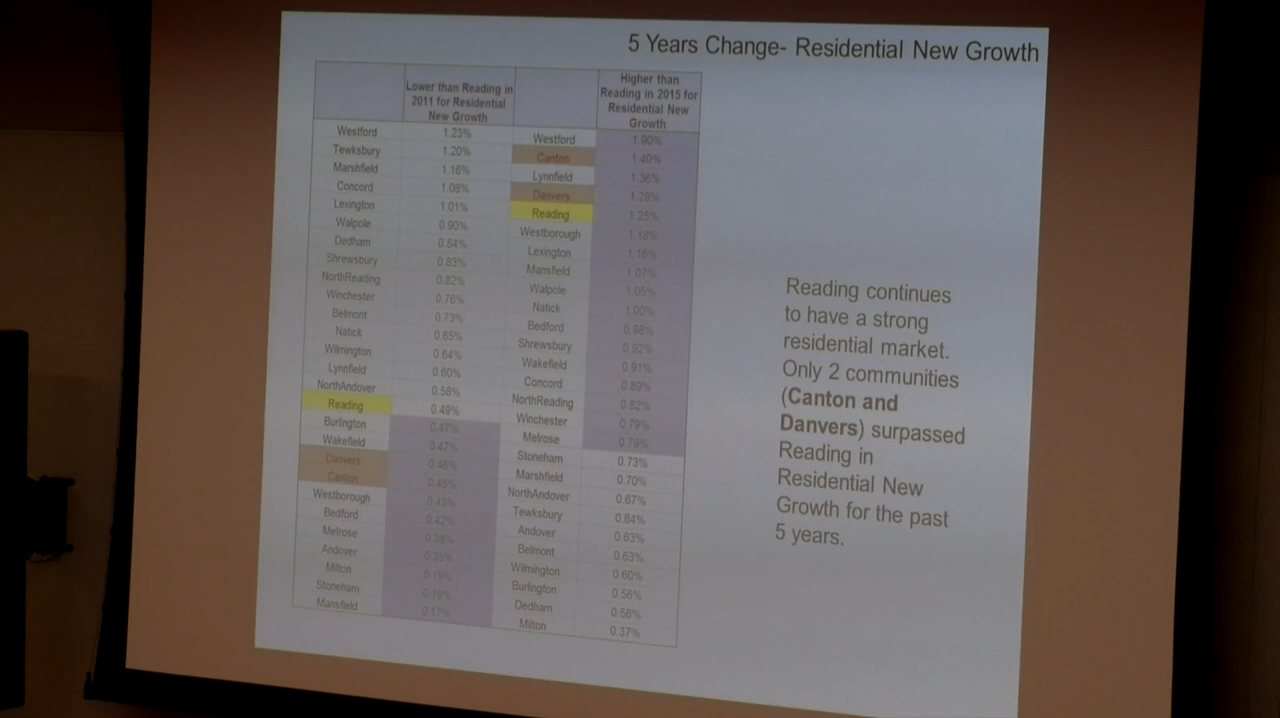 5 Years Change- Residential New Growth
Lower than Reading in
2011 for Residential
New Growth
Higher than
Reading in 2015 for
Residential New
Growth
Westford 1.23% Westford 1.90%
Tewksbury 1.20% Canton 1.40%
Marshfield 1.16% Lynnfield 1.36%
Concord 1.08% Danvers 1.28%
Lexington 1.01% Reading 1.25%
Walpole 0.90% Westborough 1.18%
Dedham 0.84% Lexington 1.16%
Shrewsbury 0.83% Mansfield 1.07%
NorthReading 0.82% Walpole 1.05%
Winchester 0.76% Natick 1.00%
Belmont 0.73% Bedford 0.98%
Natick 0.65% Shrewsbury 0.92%
Wilmington 0.64% Wakefield 0.91%
Lynnfield 0.60% Concord 0.89%
NorthAndover 0.58% NorthReading 0.82%
Reading 0.49% Winchester 0.79%
Burlington 0.47% Melrose 0.79%
Wakefield 0.47% Stoneham 0.73%
Danvers 0.46% Marshfield 0.70%
Canton 0.45% NorthAndover 0.67%
Westborough 0.43% Tewksbury 0.64%
Bedford 0.42% Andover 0.63%
Melrose Belmont 0.63%
Andover 0.35% Wilmington 0.60%
Milton 0.19% Burlington 0.56%
Stoneham 0.19% Dedham 0.56%
Mansfield 0.17% Milton 0.37%
Reading continues
to have a strong
residential market.
Only 2 communities
(Canton and
Danvers) surpassed
Reading in
Residential New
Growth for the past
5 years.